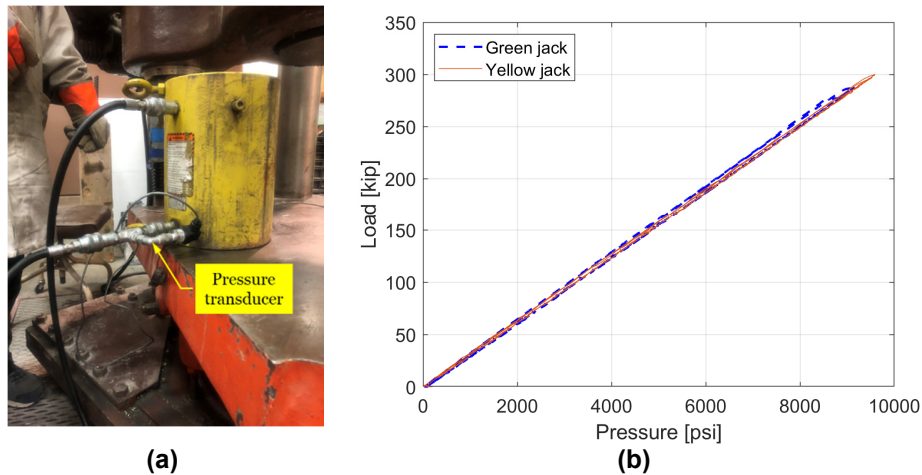 Pressure
transducer
(a)
350
300
250
200
150
100
50
0
Load [kip]
Green jack
Yellow jack
0 2000 4000 6000 8000 10000
Pressure [psi]
(b)